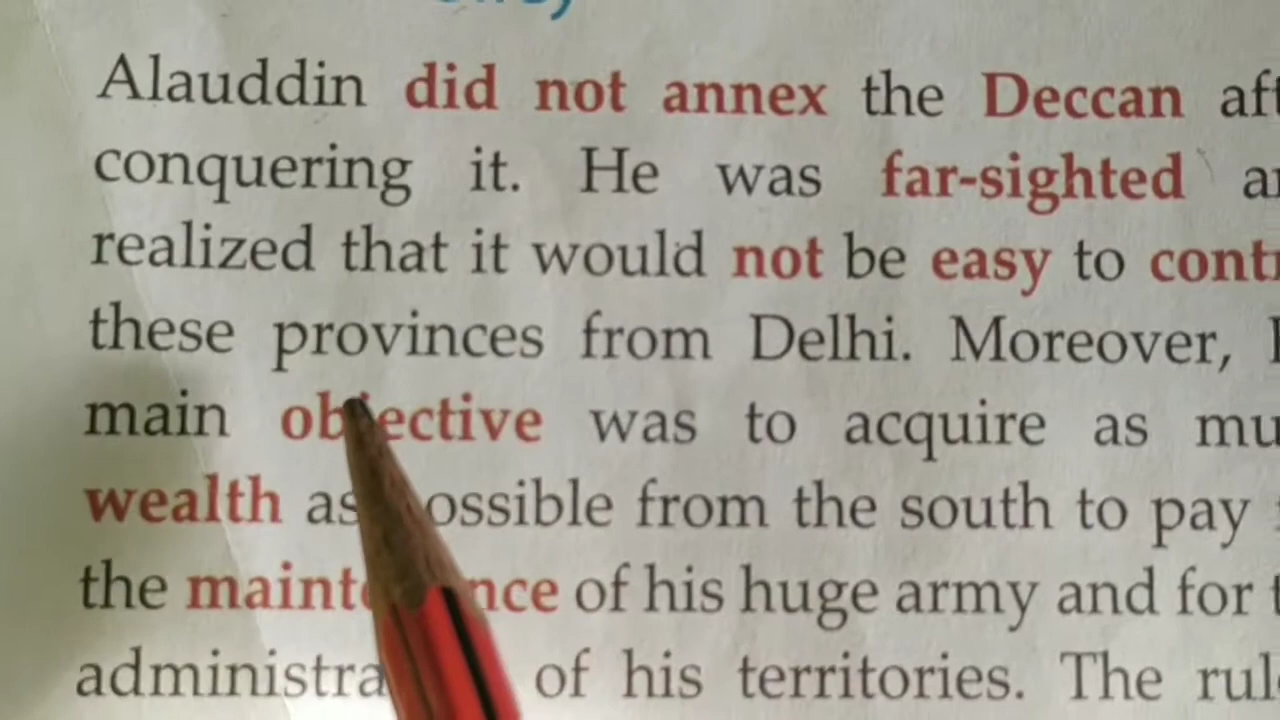 Alauddin did not annex the Deccan
conquering it. He was far-sighted
realized that it would not be easy to
these provinces from Delhi. Moreover,
main objective was to acquire as
wealth as possible from the south to pay
the maintenance of his huge army and for
of his territories. The